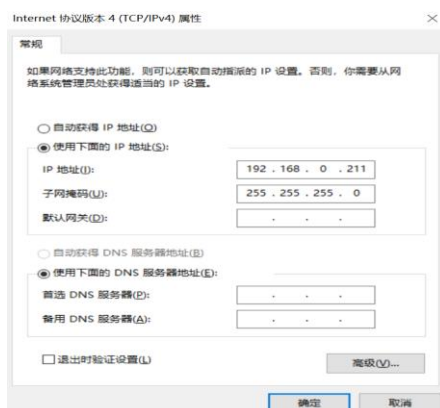 Internet 协议版本 4 (TCP/IPv4) 属性
常规
如果网络支持此功能，则可以获取自动指派的 IP 设置。否则，你需要从网
络系统管理员处获得适当的 IP 设置。
自动获得 IP 地址(O)
使用下面的 IP 地址(S):
IP 地址(I): 192 . 168 . 0 . 211
子网掩码(U): 255 . 255 . 255 . 0
默认网关(D): . . .
自动获得 DNS 服务器地址(B)
使用下面的 DNS 服务器地址(E):
首选 DNS 服务器(P): . . .
备用 DNS 服务器(A): . . .
退出时验证设置(L)
高级(V)...
确定 取消